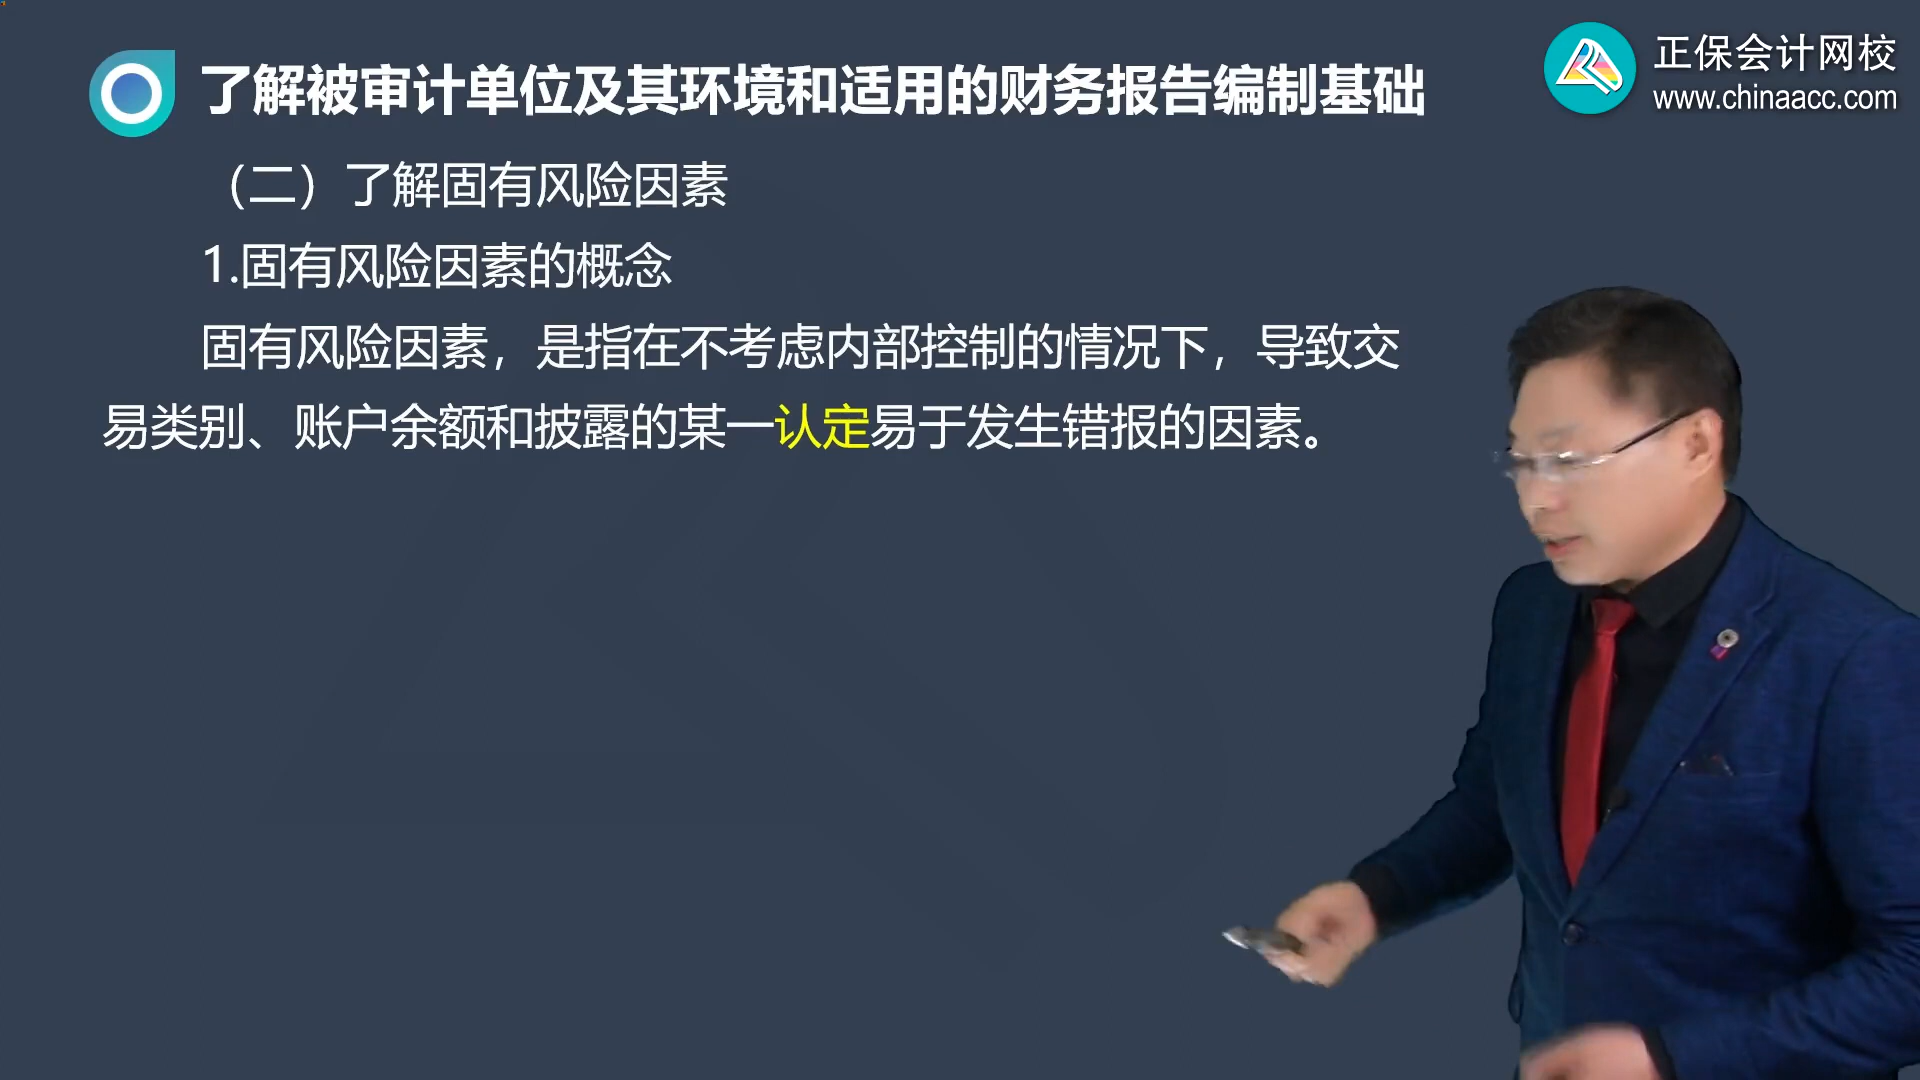 了解被审计单位及其环境和适用的财务报告编制基础
正保会计网校
www.chinaacc.com
（二）了解固有风险因素
1.固有风险因素的概念
固有风险因素，是指在不考虑内部控制的情况下，导致交
易类别、账户余额和披露的某一认定易于发生错报的因素。